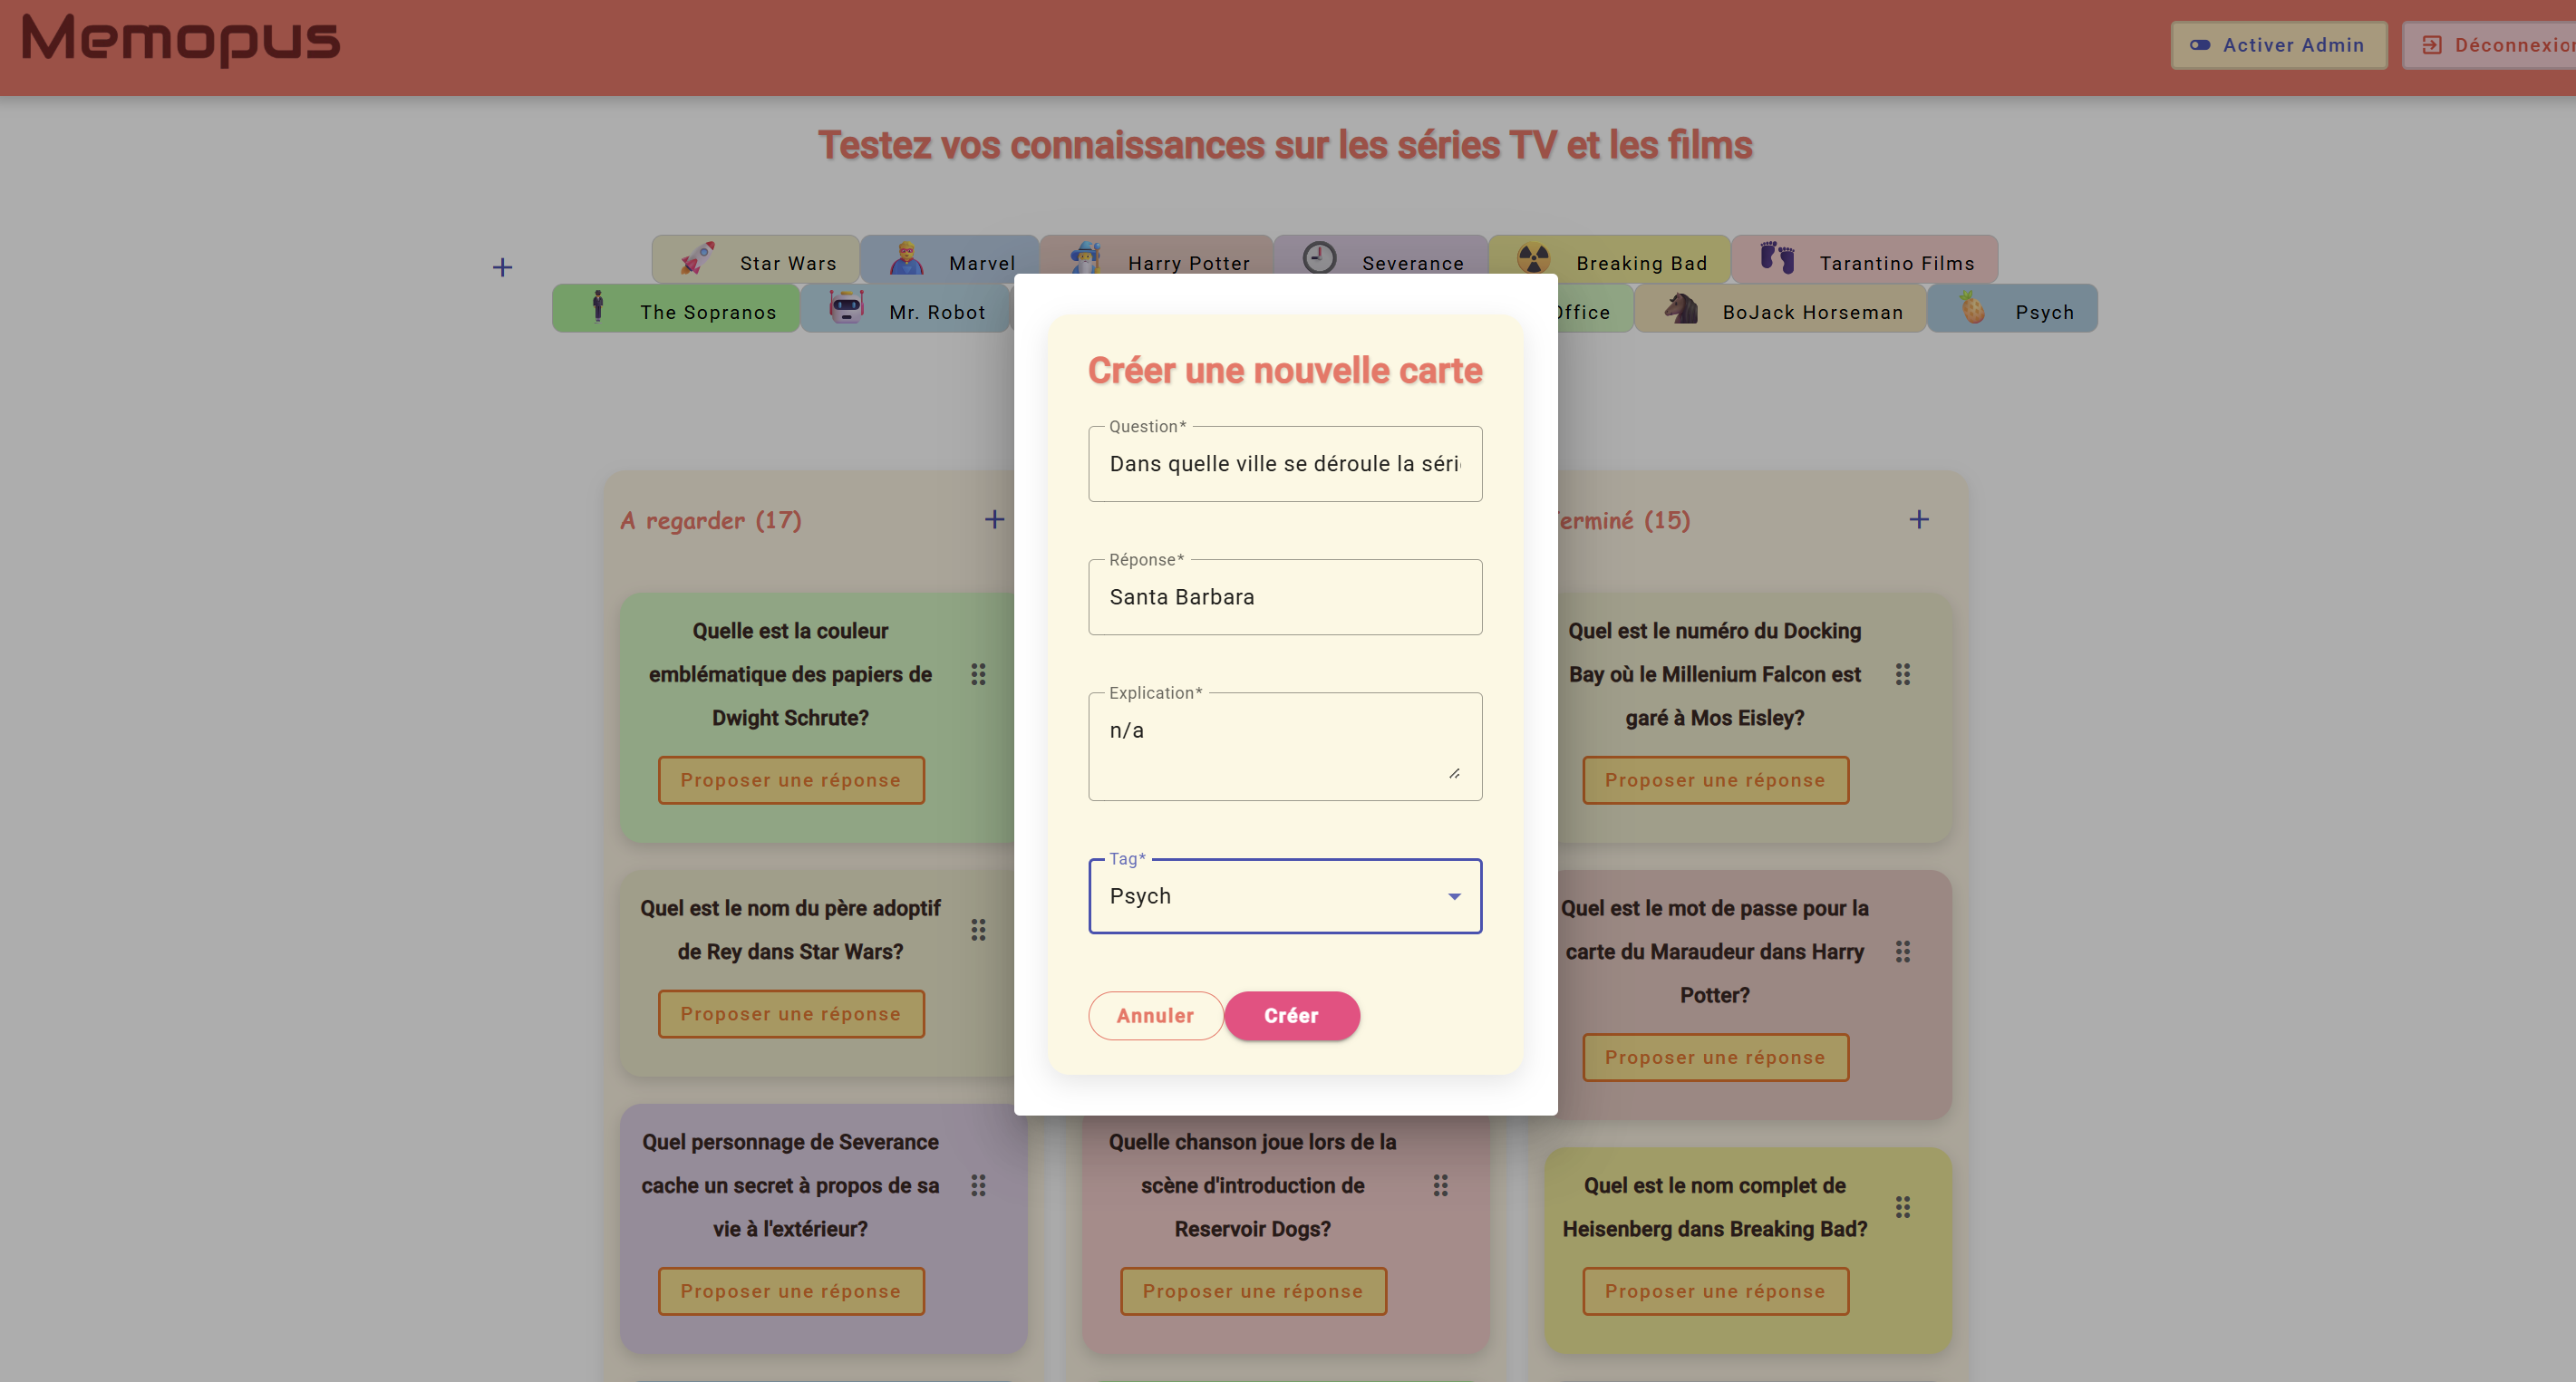 Memopus
Activer Admin
Testez vos connaissances sur les séries TV et les films
Star Wars
Marvel
Harry Potter
Severance
Breaking Bad
Tarantino Films
The Sopranos
Mr. Robot
BoJack Horseman
Psych
Créer une nouvelle carte
Question*
Dans quelle ville se déroule la
Réponse*
Santa Barbara
Explication*
n/a
Tag*
Psych
Annuler
Créer
A regarder (17)
Quelle est la couleur
emblématique des papiers de
Dwight Schrute?
Proposer une réponse
Quel est le nom du père adoptif
de Rey dans Star Wars?
Proposer une réponse
Quel personnage de Severance
cache un secret à propos de sa
vie à l'extérieur?
Proposer une réponse
Quelle chanson joue lors de la
scène d'introduction de
Reservoir Dogs?
Proposer une réponse
(15)
Quel est le numéro du Docking
Bay où le Millenium Falcon est
garé à Mos Eisley?
Proposer une réponse
Quel est le mot de passe pour la
carte du Maraudeur dans Harry
Potter?
Proposer une réponse
Quel est le nom complet de
Heisenberg dans Breaking Bad?
Proposer une réponse